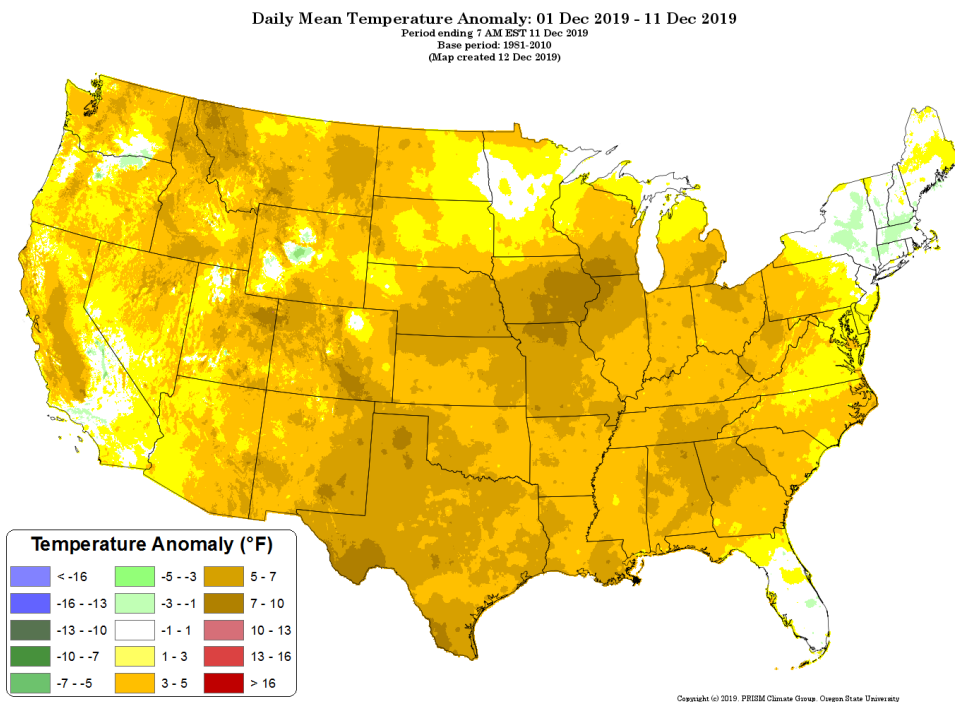 Daily Mean Temperature Anomaly: 01 Dec 2019 - 11 Dec 2019
Period ending 7 AM EST 11 Dec 2019
Base period: 1981-2010
(Map created 12 Dec 2019)
Temperature Anomaly (°F)
< -16
-16 - -13
-13 - -10
-10 - -7
-7 - -5
-5 - -3
-3 - -1
-1 - 1
1 - 3
3 - 5
5 - 7
7 - 10
10 - 13
13 - 16
> 16
Copyright (c) 2019, PRISM Climate Group, Oregon State University